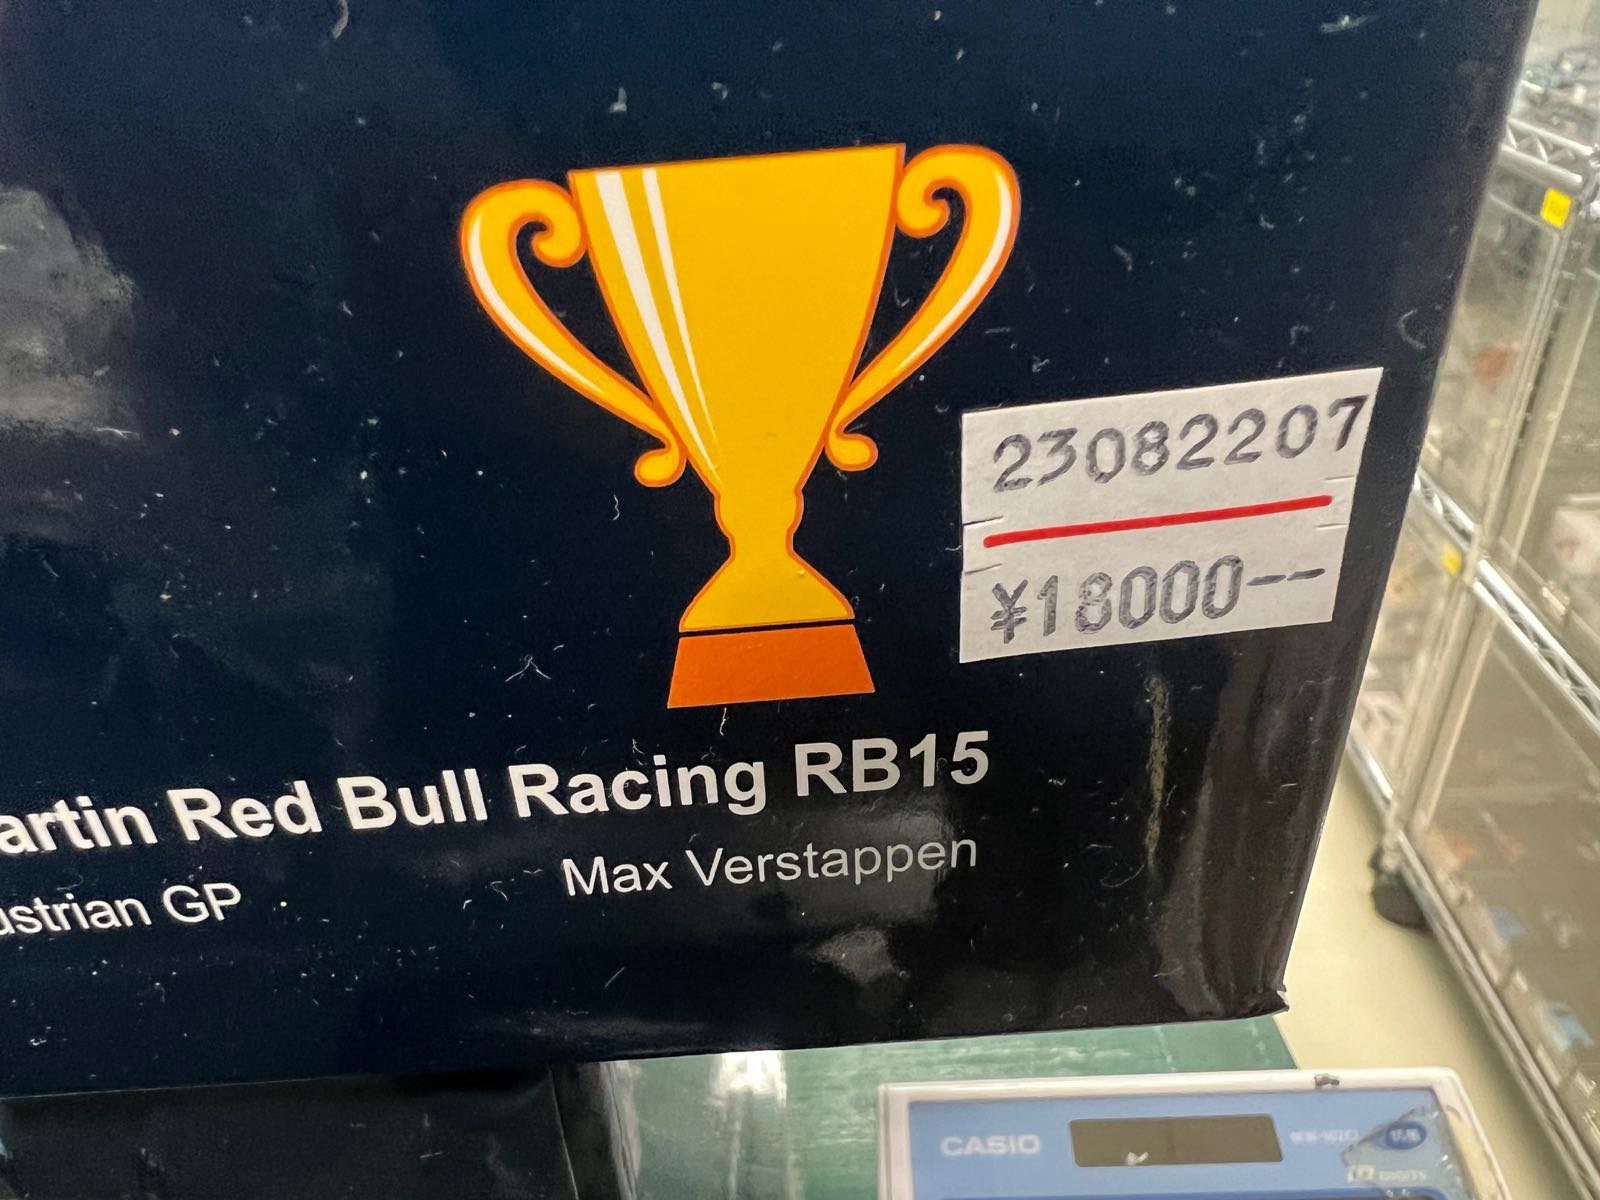 23082207
¥18000--
artin Red Bull Racing RB15
ustrian GP
Max Verstappen
CASIO